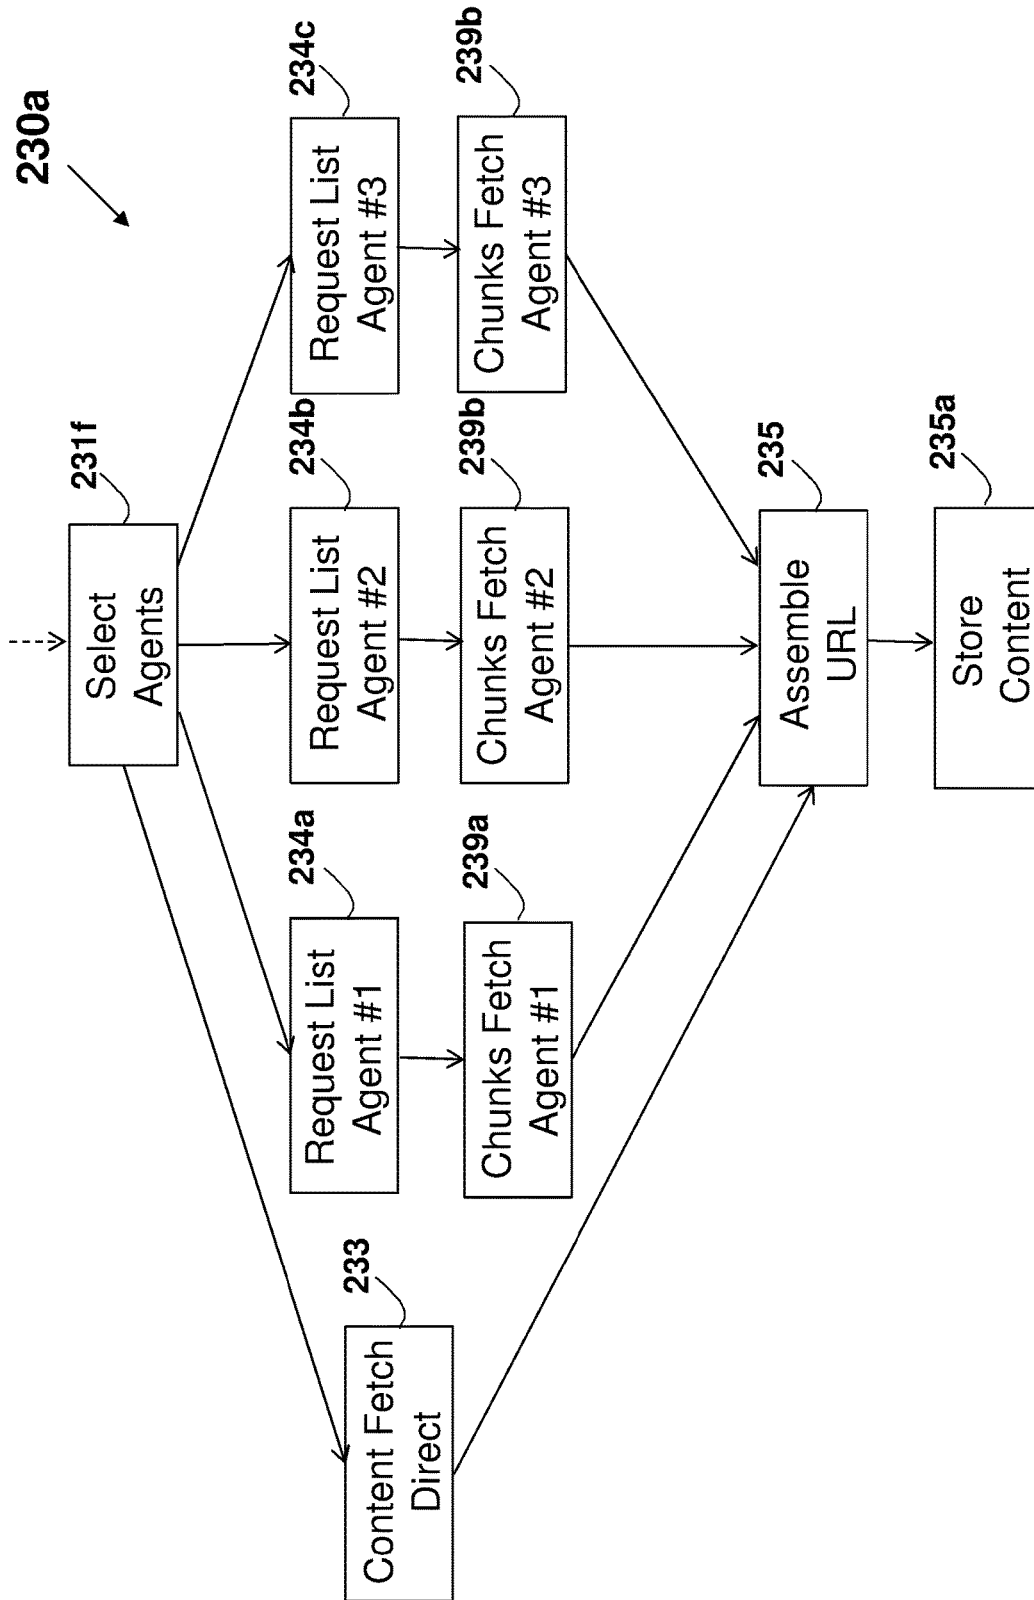 230a
231f
Select
Agents
233
Content Fetch
Direct
234a
Request List
Agent #1
234b
Request List
Agent #2
234c
Request List
Agent #3
239a
Chunks Fetch
Agent #1
239b
Chunks Fetch
Agent #2
239b
Chunks Fetch
Agent #3
235
Assemble
URL
235a
Store
Content